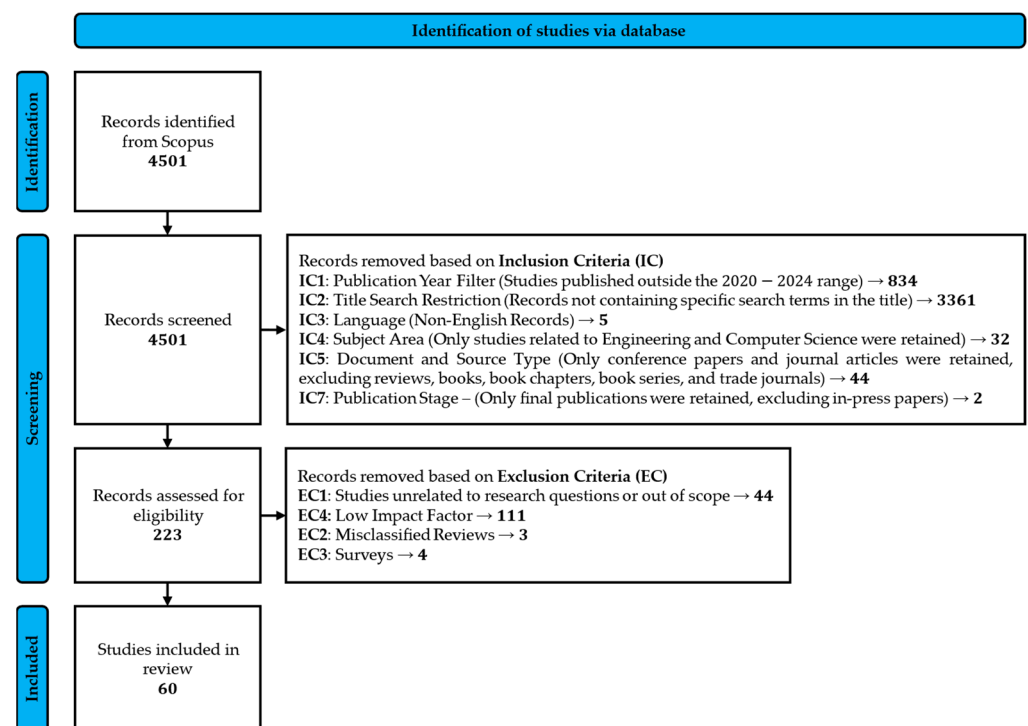 Identification of studies via database
Identification
Records identified
from Scopus
4501
Screening
Records screened
4501
Records removed based on Inclusion Criteria (IC)
IC1: Publication Year Filter (Studies published outside the 2020 − 2024 range) → 834
IC2: Title Search Restriction (Records not containing specific search terms in the title) → 3361
IC3: Language (Non-English Records) → 5
IC4: Subject Area (Only studies related to Engineering and Computer Science were retained) → 32
IC5: Document and Source Type (Only conference papers and journal articles were retained,
excluding reviews, books, book chapters, book series, and trade journals) → 44
IC7: Publication Stage – (Only final publications were retained, excluding in-press papers) → 2
Records assessed for
eligibility
223
Records removed based on Exclusion Criteria (EC)
EC1: Studies unrelated to research questions or out of scope → 44
EC4: Low Impact Factor → 111
EC2: Misclassified Reviews → 3
EC3: Surveys → 4
Included
Studies included in
review
60